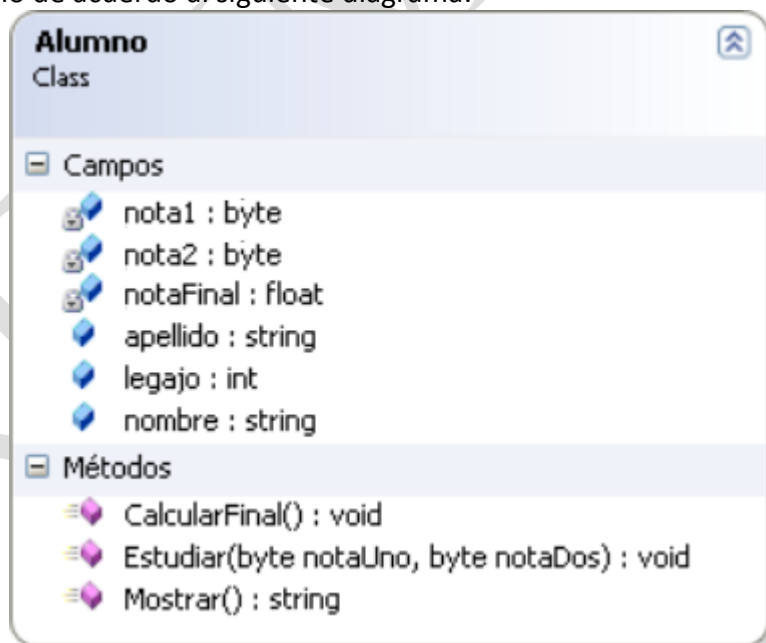 no de acuerdo al siguiente diagrama:
Alumno
Class
Campos
nota1 : byte
nota2 : byte
notaFinal : float
apellido : string
legajo : int
nombre : string
Métodos
CalcularFinal() : void
Estudiar(byte notaUno, byte notaDos) : void
Mostrar() : string